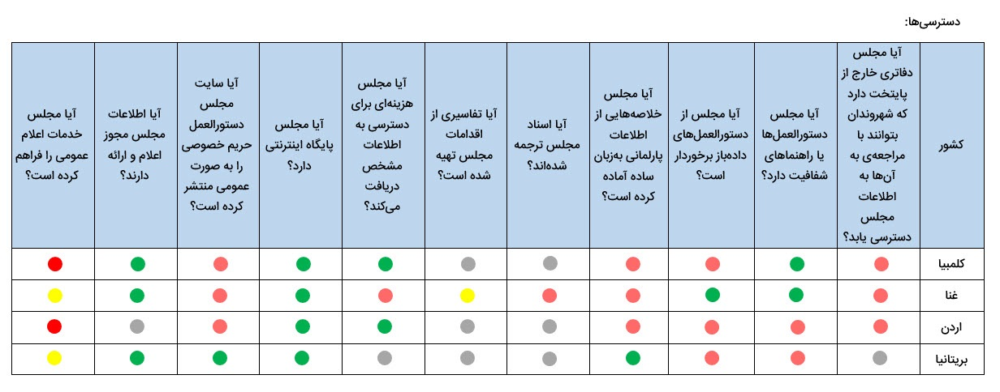 دسترسی‌ها:
کشور
آیا مجلس
دفاتری خارج از
پایتخت دارد
که شهروندان
بتوانند با
مراجعه‌ی به
آن‌ها به
اطلاعات
مجلس
دسترسی یابد؟
آیا مجلس
دستورالعمل‌ها
یا راهنماهای
شفافیت دارد؟
آیا مجلس از
دستورالعمل‌های
داده‌باز برخوردار
است؟
آیا مجلس
خلاصه‌هایی از
اطلاعات
پارلمانی به‌زبان
ساده آماده
کرده است؟
آیا اسناد
مجلس ترجمه
شده‌اند؟
آیا تفاسیری از
اقدامات
مجلس تهیه
شده است؟
آیا مجلس
هزینه‌ای برای
دسترسی به
اطلاعات
مشخص
دریافت
می‌کند؟
آیا مجلس
پایگاه اینترنتی
دارد؟
آیا سایت
مجلس
دستورالعمل
حریم خصوصی
را به صورت
عمومی منتشر
کرده است؟
آیا اطلاعات
مجلس مجوز
اعلام و ارائه
دارند؟
آیا مجلس
خدمات اعلام
عمومی را فراهم
کرده است؟
کلمبیا
غنا
اردن
بریتانیا